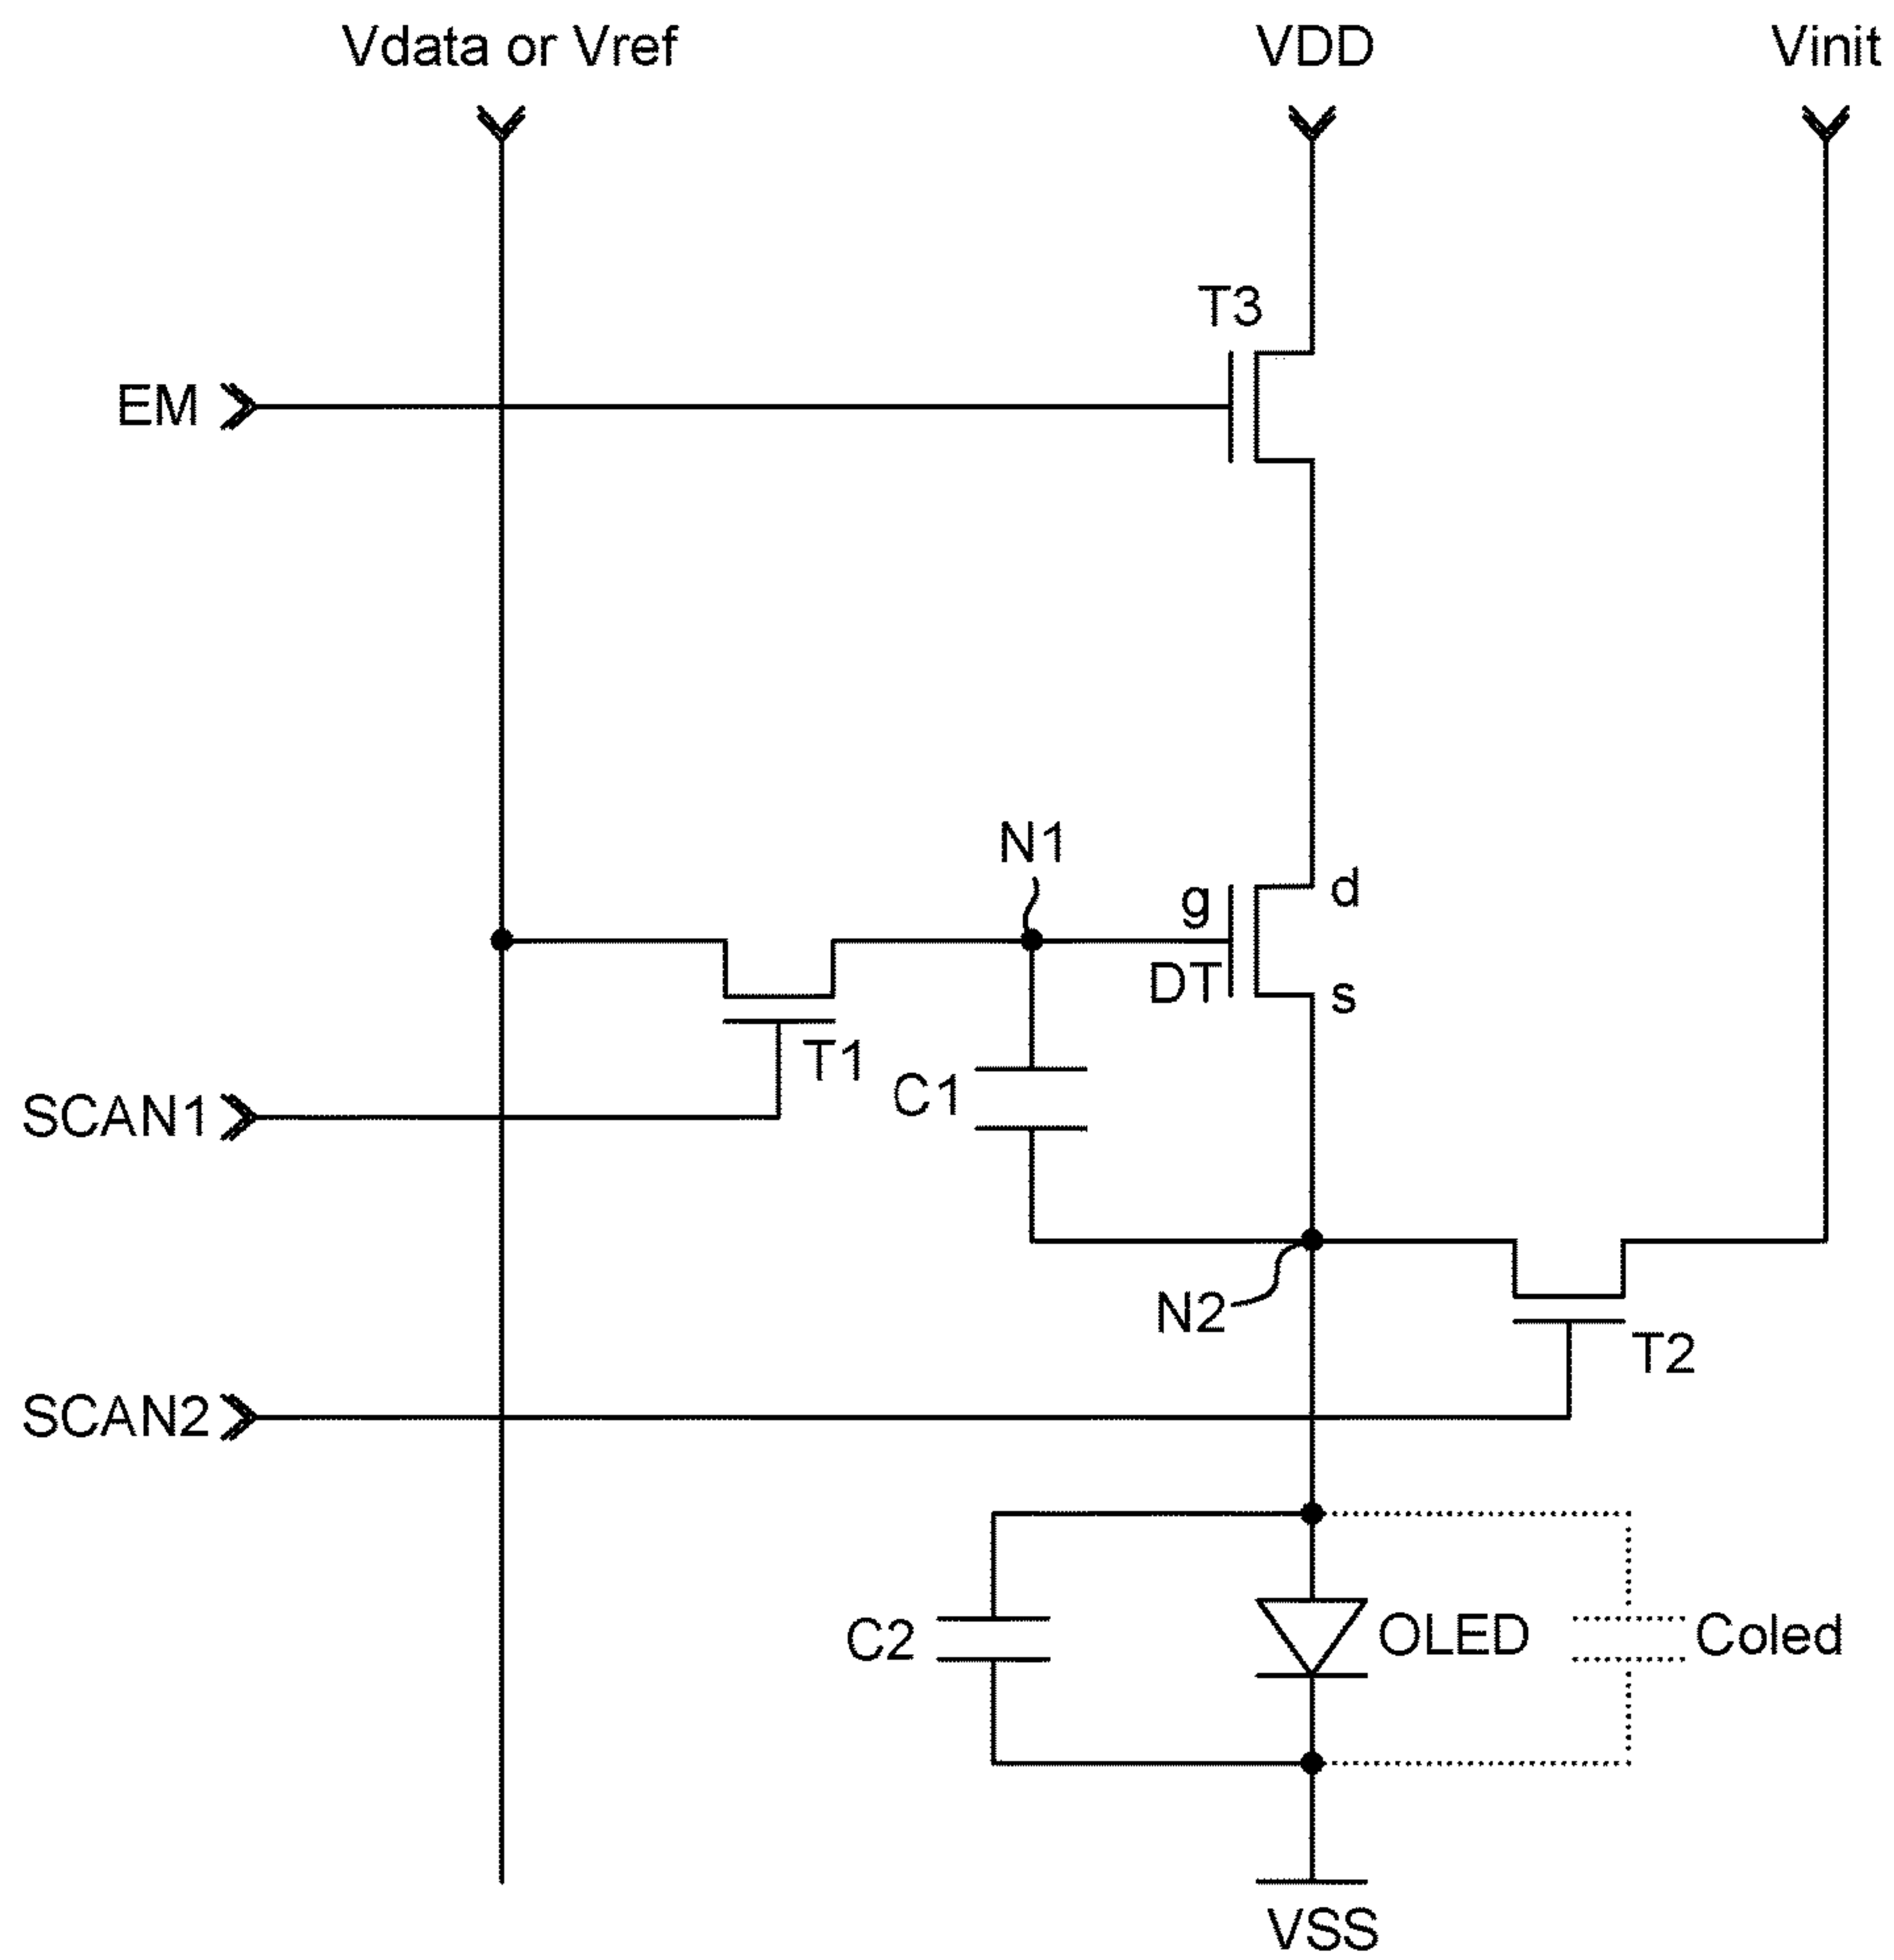 Vdata or Vref
VDD
Vinit
T3
EM
N1
g
d
DT
s
T1
C1
SCAN1
N2
T2
SCAN2
C2
OLED
Coled
VSS